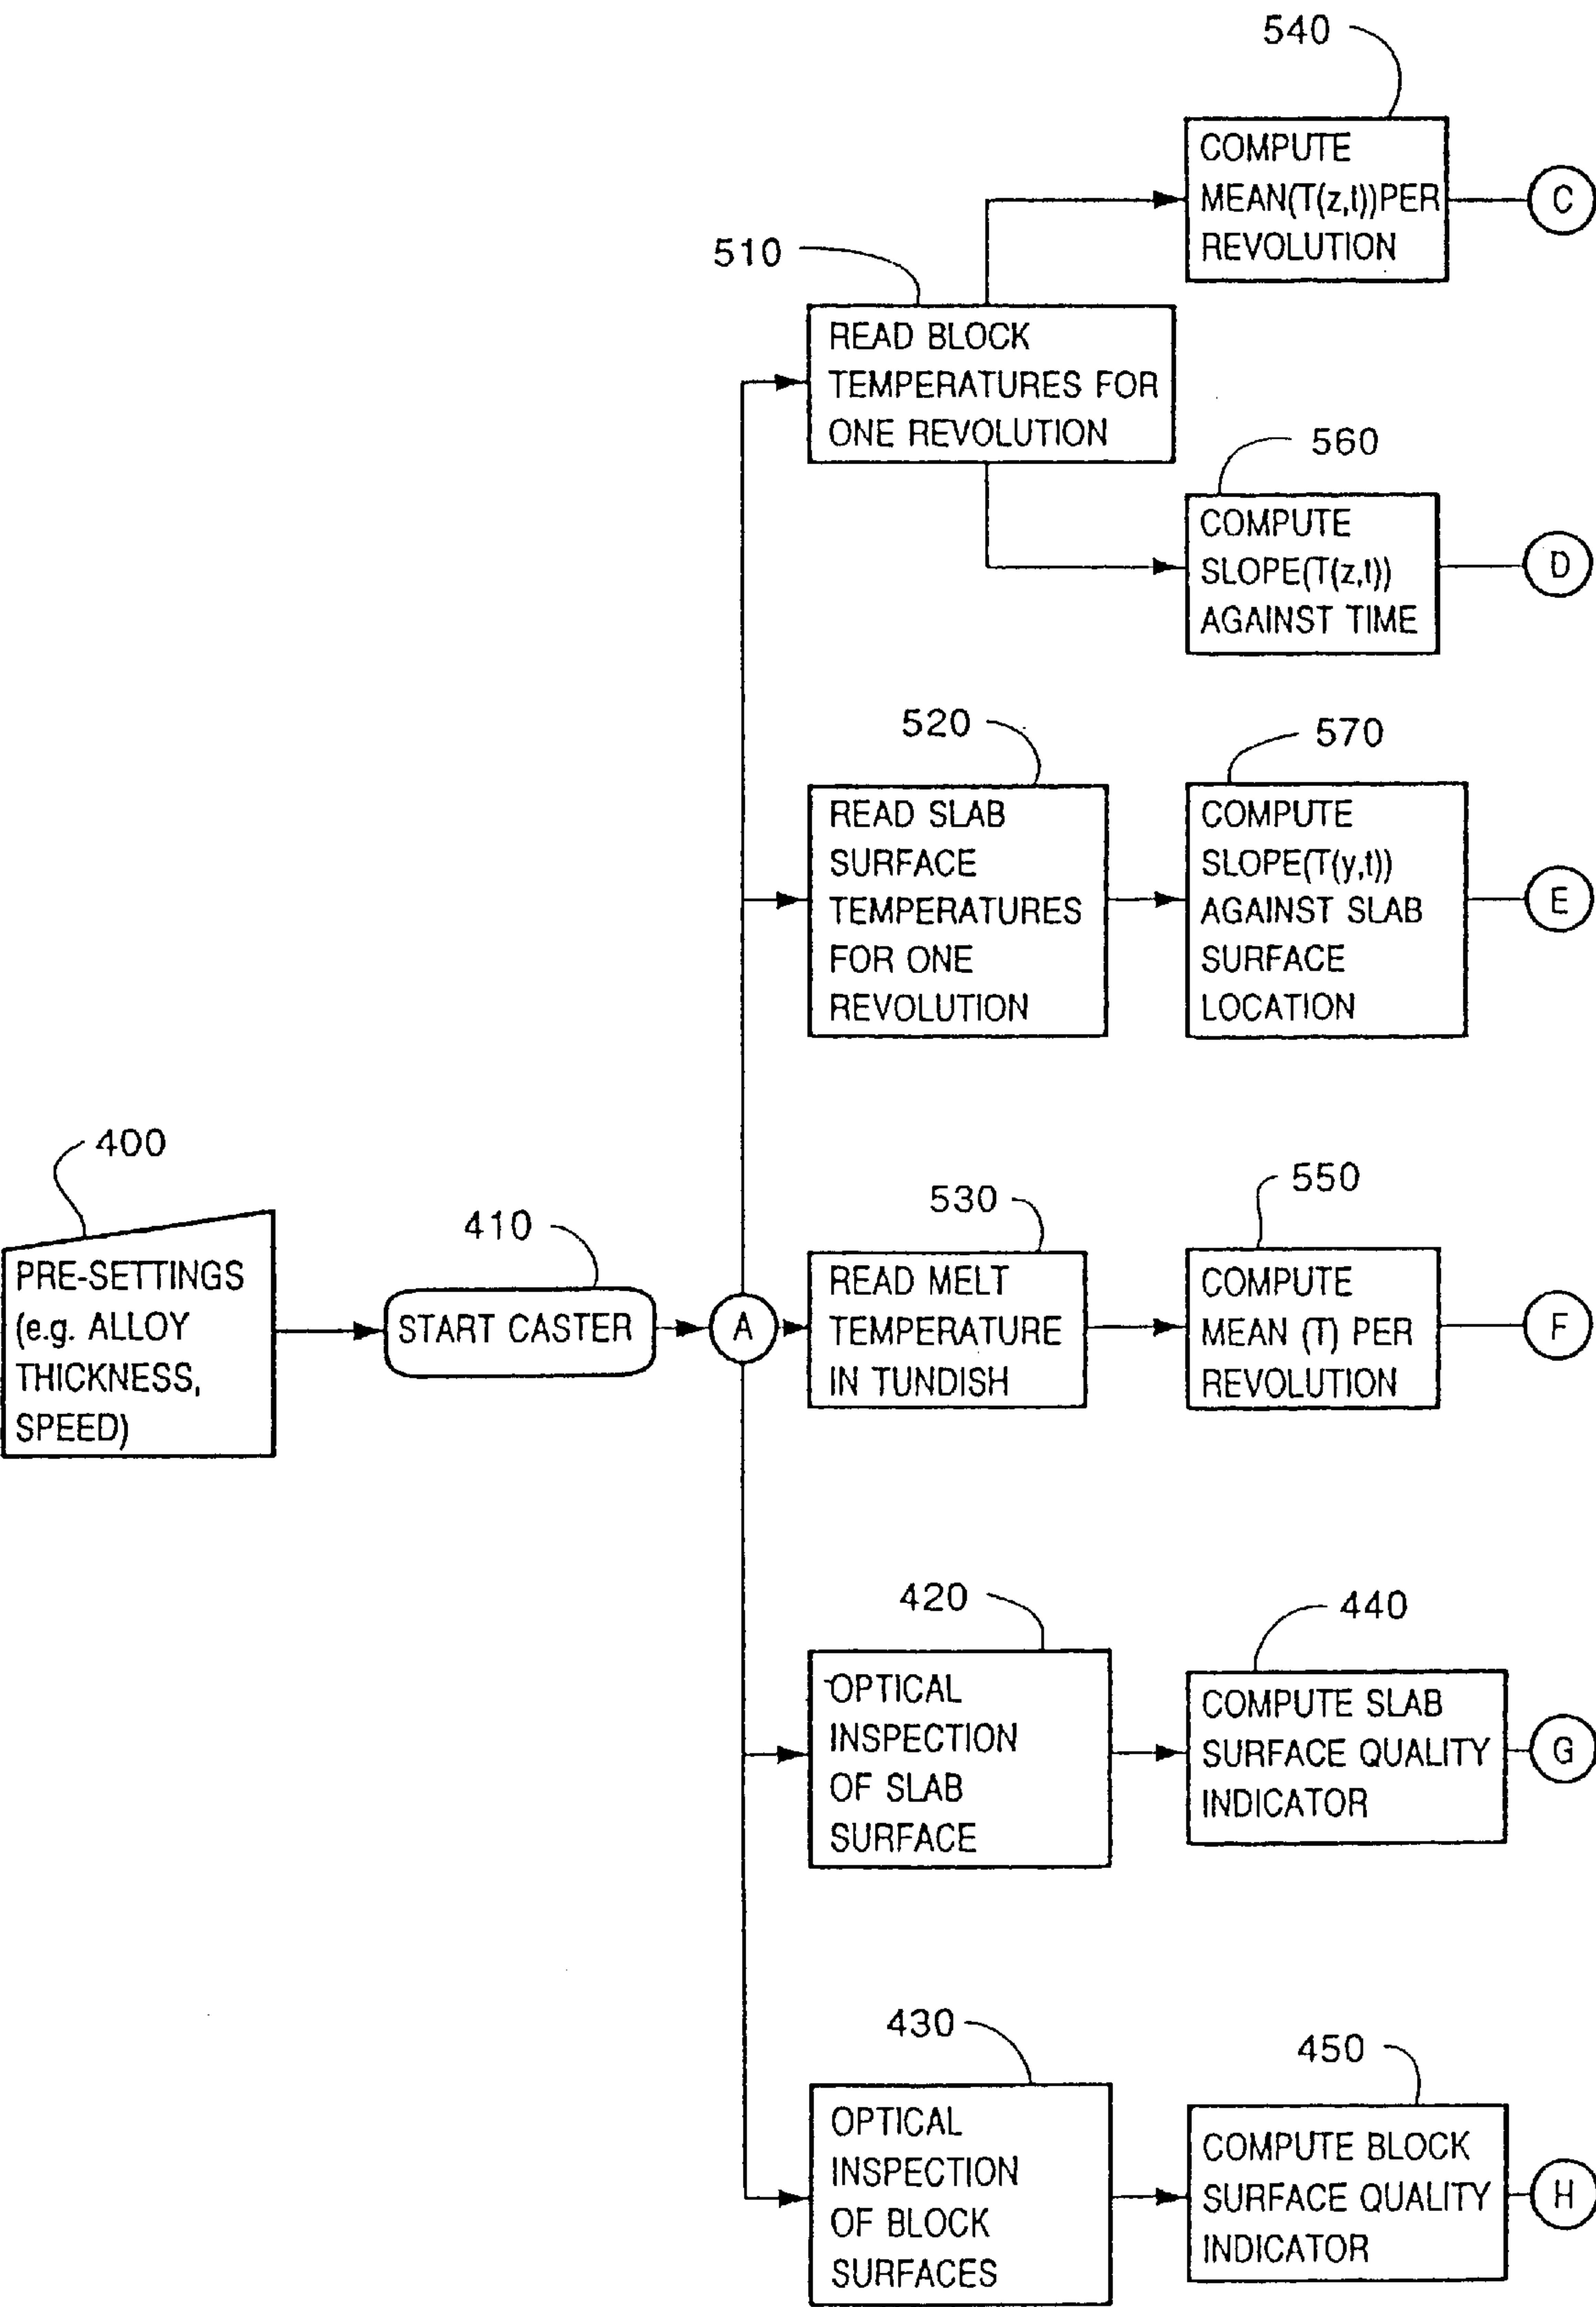 540
COMPUTE
MEAN(T(z,t))PER
REVOLUTION
C
510
READ BLOCK
TEMPERATURES FOR
ONE REVOLUTION
560
COMPUTE
SLOPE(T(z,t))
AGAINST TIME
D
520
READ SLAB
SURFACE
TEMPERATURES
FOR ONE
REVOLUTION
570
COMPUTE
SLOPE(T(y,t))
AGAINST SLAB
SURFACE
LOCATION
E
400
PRE-SETTINGS
(e.g. ALLOY
THICKNESS,
SPEED)
410
START CASTER
A
530
READ MELT
TEMPERATURE
IN TUNDISH
550
COMPUTE
MEAN (T) PER
REVOLUTION
F
420
OPTICAL
INSPECTION
OF SLAB
SURFACE
440
COMPUTE SLAB
SURFACE QUALITY
INDICATOR
G
430
OPTICAL
INSPECTION
OF BLOCK
SURFACES
450
COMPUTE BLOCK
SURFACE QUALITY
INDICATOR
H